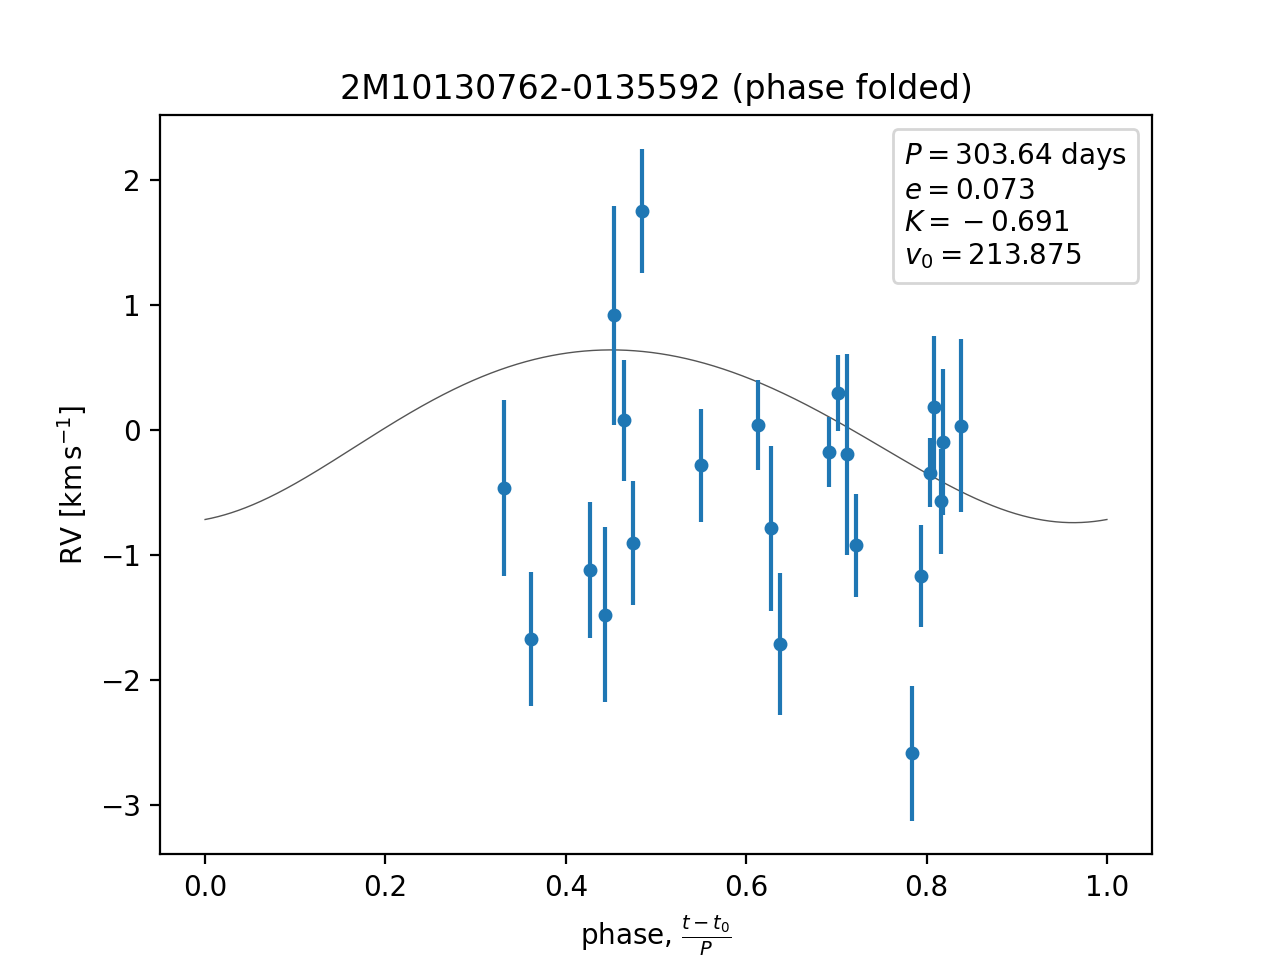 2M10130762-0135592 (phase folded)
P = 303.64 days
e = 0.073
K = −0.691
v₀ = 213.875
2
1
0
−1
−2
−3
RV [km s⁻¹]
0.0 0.2 0.4 0.6 0.8 1.0
phase, (t − t₀)/P